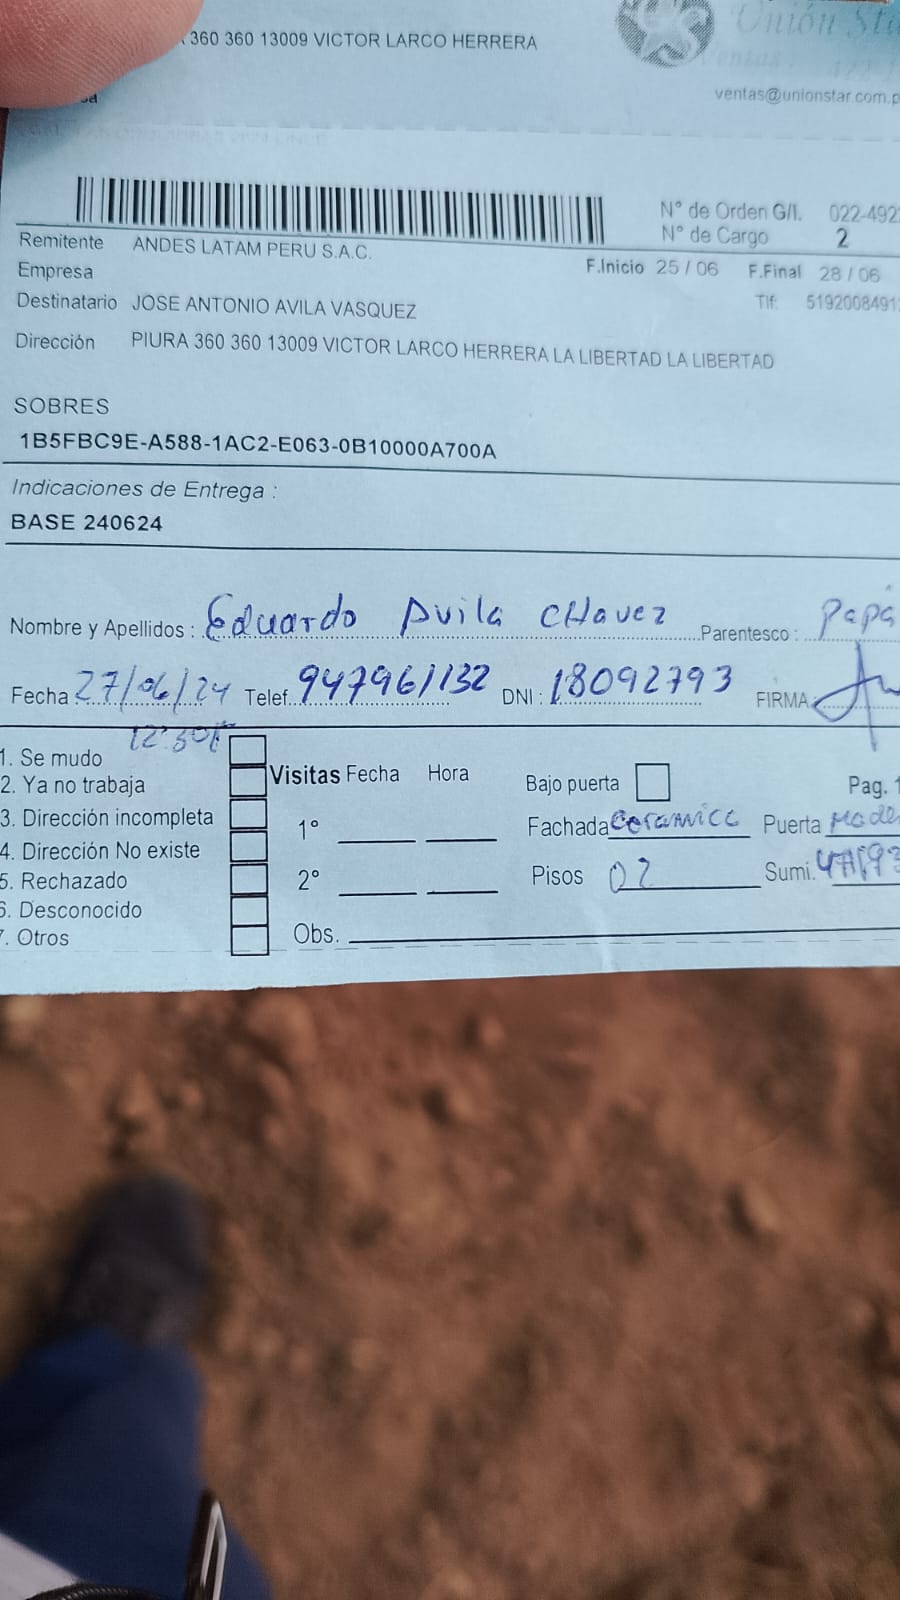 360 360 13009 VICTOR LARCO HERRERA
Unión
ventas@unionstar.com.p
N° de Orden G/I. 022-492
N° de Cargo 2
Remitente ANDES LATAM PERU S.A.C.
F.Inicio 25 / 06 F.Final 28 / 06
Empresa
Destinatario JOSE ANTONIO AVILA VASQUEZ
Tlf: 5192008491
Dirección PIURA 360 360 13009 VICTOR LARCO HERRERA LA LIBERTAD LA LIBERTAD
SOBRES
1B5FBC9E-A588-1AC2-E063-0B10000A700A
Indicaciones de Entrega :
BASE 240624
Nombre y Apellidos : Eduardo Avila CHavez Parentesco : Papá
Fecha 27/06/24 Telef. 947961132 DNI : 18092793 FIRMA
1. Se mudo
2. Ya no trabaja
3. Dirección incompleta
4. Dirección No existe
5. Rechazado
6. Desconocido
7. Otros
Visitas Fecha Hora
1°
2°
Obs.
Bajo puerta
Pag. 1
Fachada Ceramico Puerta Made
Pisos 02 Sumi.